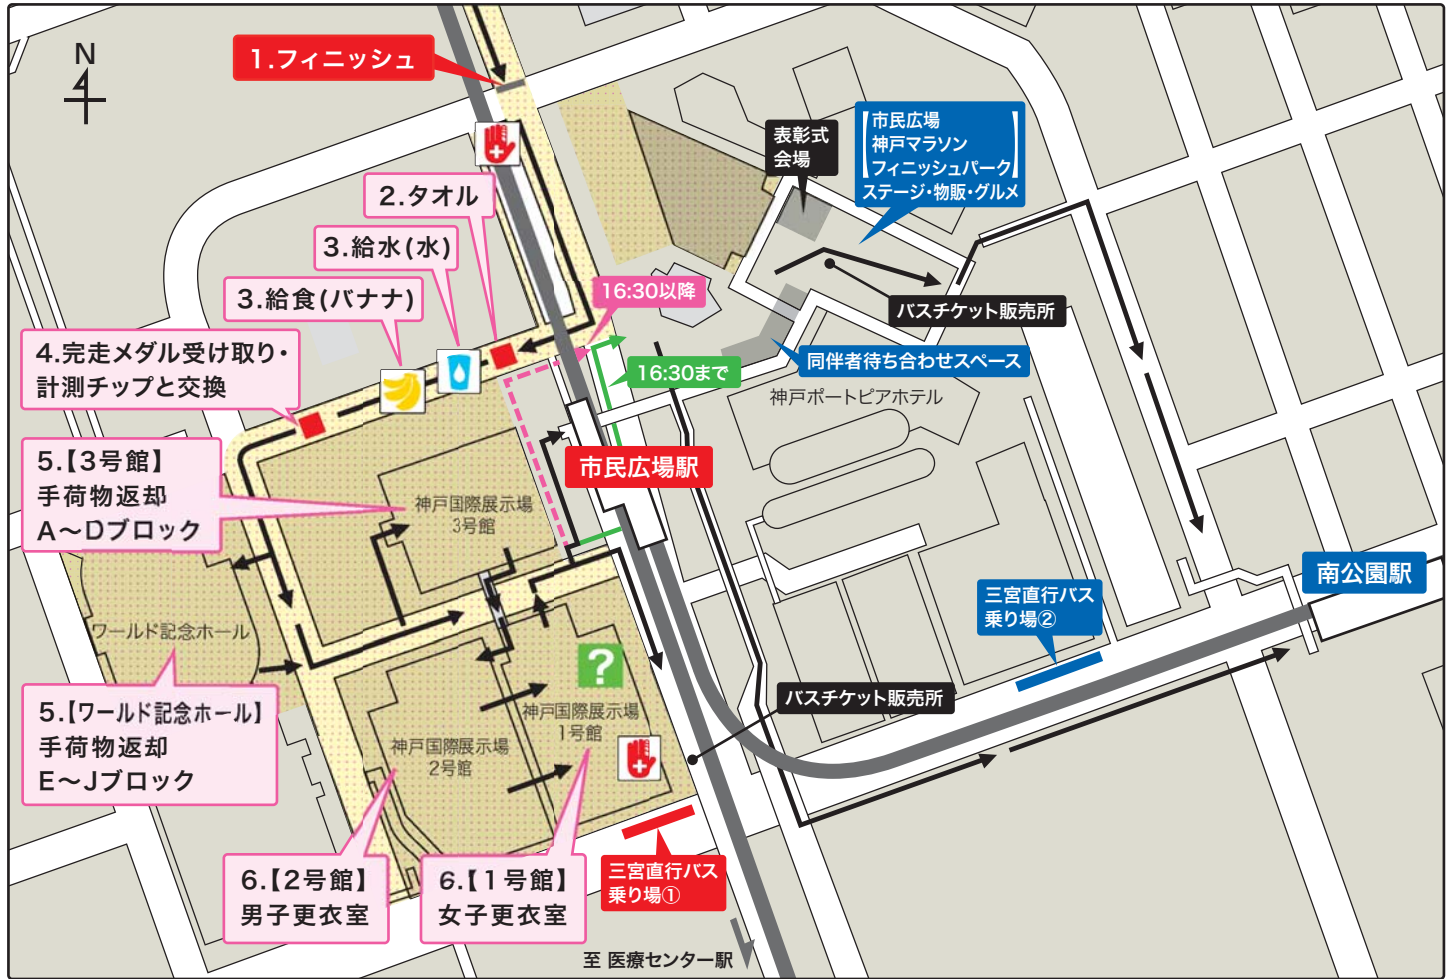 N
1.フィニッシュ
2.タオル
3.給水(水)
3.給食(バナナ)
4.完走メダル受け取り・
計測チップと交換
5.【3号館】
手荷物返却
A〜Dブロック
ワールド記念ホール
5.【ワールド記念ホール】
手荷物返却
E〜Jブロック
6.【2号館】
男子更衣室
6.【1号館】
女子更衣室
神戸国際展示場
3号館
神戸国際展示場
2号館
?
神戸国際展示場
1号館
16:30以降
16:30まで
市民広場駅
表彰式
会場
【市民広場
神戸マラソン
フィニッシュパーク】
ステージ・物販・グルメ
バスチケット販売所
同伴者待ち合わせスペース
神戸ポートピアホテル
三宮直行バス
乗り場②
南公園駅
バスチケット販売所
三宮直行バス
乗り場①
至 医療センター駅